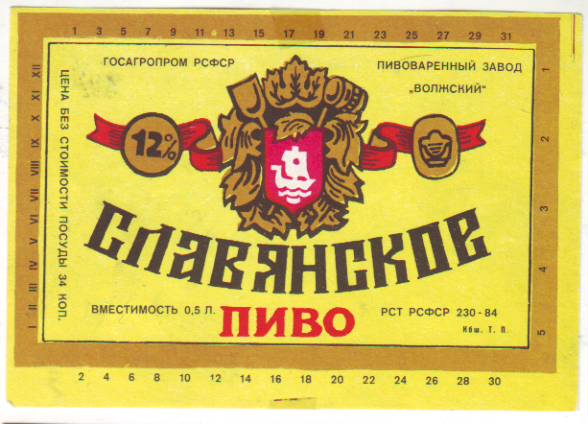 1 3 5 7 9 11 13 15 17 19 21 23 25 27 29 31
ГОСАГРОПРОМ РСФСР
ПИВОВАРЕННЫЙ ЗАВОД
„ВОЛЖСКИЙ“
12%
СЛАВЯНСКОЕ
ВМЕСТИМОСТЬ 0,5 Л.
ПИВО
РСТ РСФСР 230-84
Ибш. Т. П.
ЦЕНА БЕЗ СТОИМОСТИ ПОСУДЫ 34 КОП.
I II III IV V VI VII VIII IX X XI XII
1 2 3 4 5
2 4 6 8 10 12 14 16 18 20 22 24 26 28 30